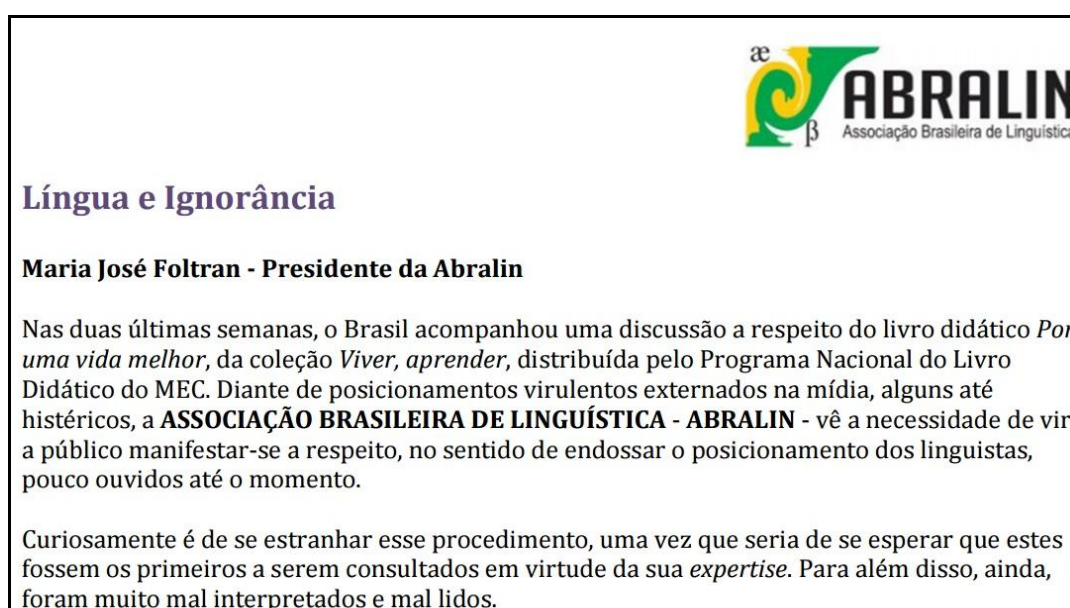 æ
ABRALIN
β
Associação Brasileira de Linguística
Língua e Ignorância
Maria José Foltran - Presidente da Abralin
Nas duas últimas semanas, o Brasil acompanhou uma discussão a respeito do livro didático Por
uma vida melhor, da coleção Viver, aprender, distribuída pelo Programa Nacional do Livro
Didático do MEC. Diante de posicionamentos virulentos externados na mídia, alguns até
histéricos, a ASSOCIAÇÃO BRASILEIRA DE LINGUÍSTICA - ABRALIN - vê a necessidade de vir
a público manifestar-se a respeito, no sentido de endossar o posicionamento dos linguistas,
pouco ouvidos até o momento.
Curiosamente é de se estranhar esse procedimento, uma vez que seria de se esperar que estes
fossem os primeiros a serem consultados em virtude da sua expertise. Para além disso, ainda,
foram muito mal interpretados e mal lidos.